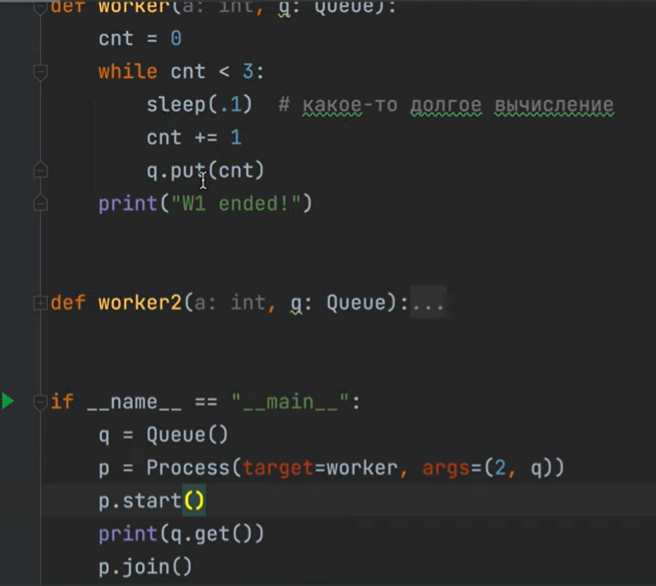 def worker(a: int, q: Queue):
cnt = 0
while cnt < 3:
sleep(.1)  # какое-то долгое вычисление
cnt += 1
q.put(cnt)
print("W1 ended!")
def worker2(a: int, q: Queue):...
if __name__ == "__main__":
q = Queue()
p = Process(target=worker, args=(2, q))
p.start()
print(q.get())
p.join()